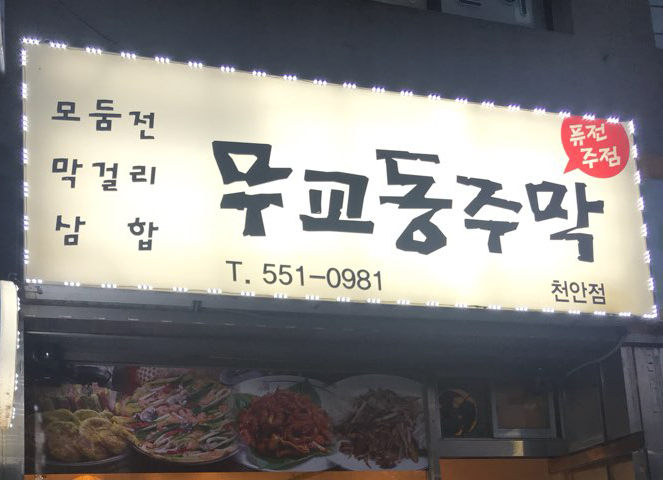 모둠전
막걸리
삼합
무교동주막
퓨전
주점
T. 551-0981
천안점